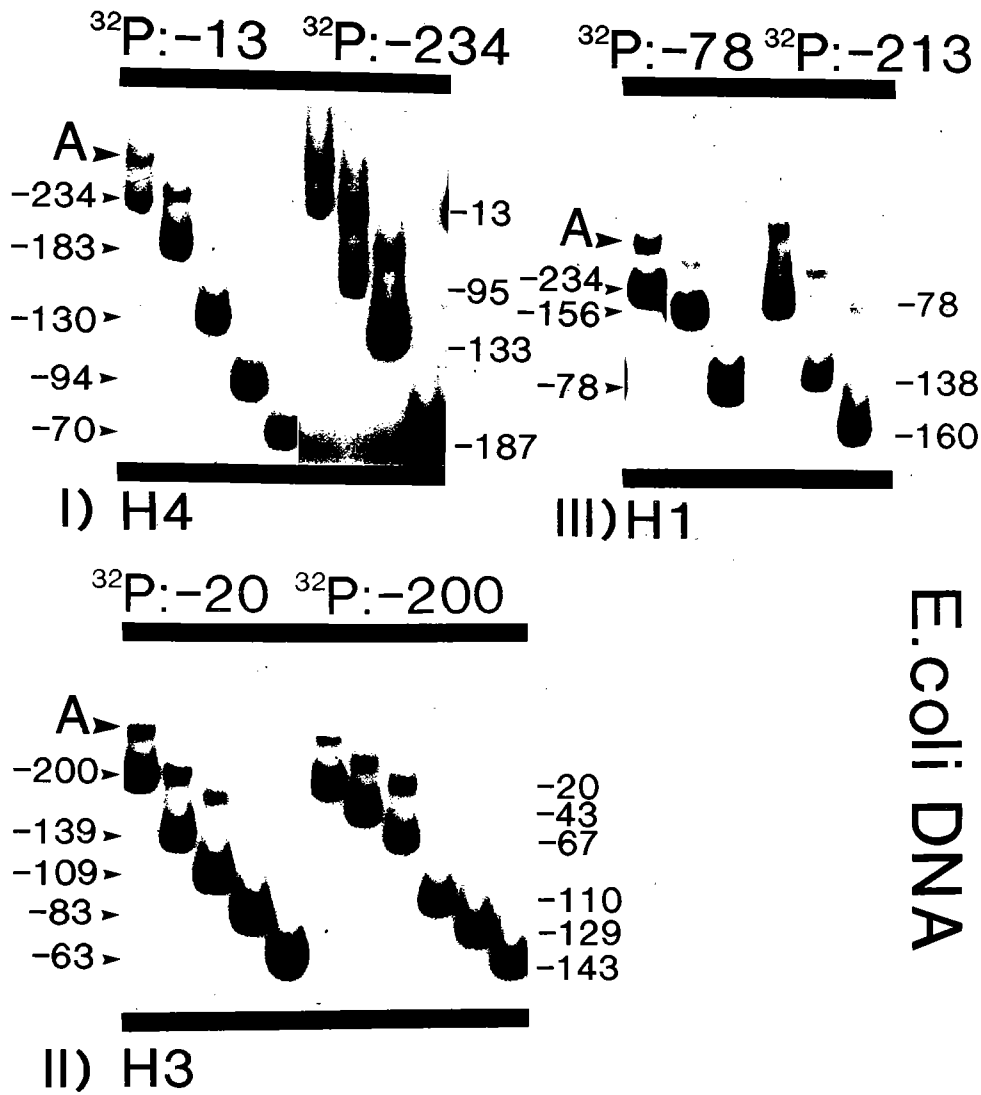 32P:-13 32P:-234
A
-234
-183
-130
-94
-70
-13
-95
-133
-187
I) H4
32P:-78 32P:-213
A
-234
-156
-78
-78
-138
-160
III) H1
32P:-20 32P:-200
A
-200
-139
-109
-83
-63
-20
-43
-67
-110
-129
-143
II) H3
E.coli DNA